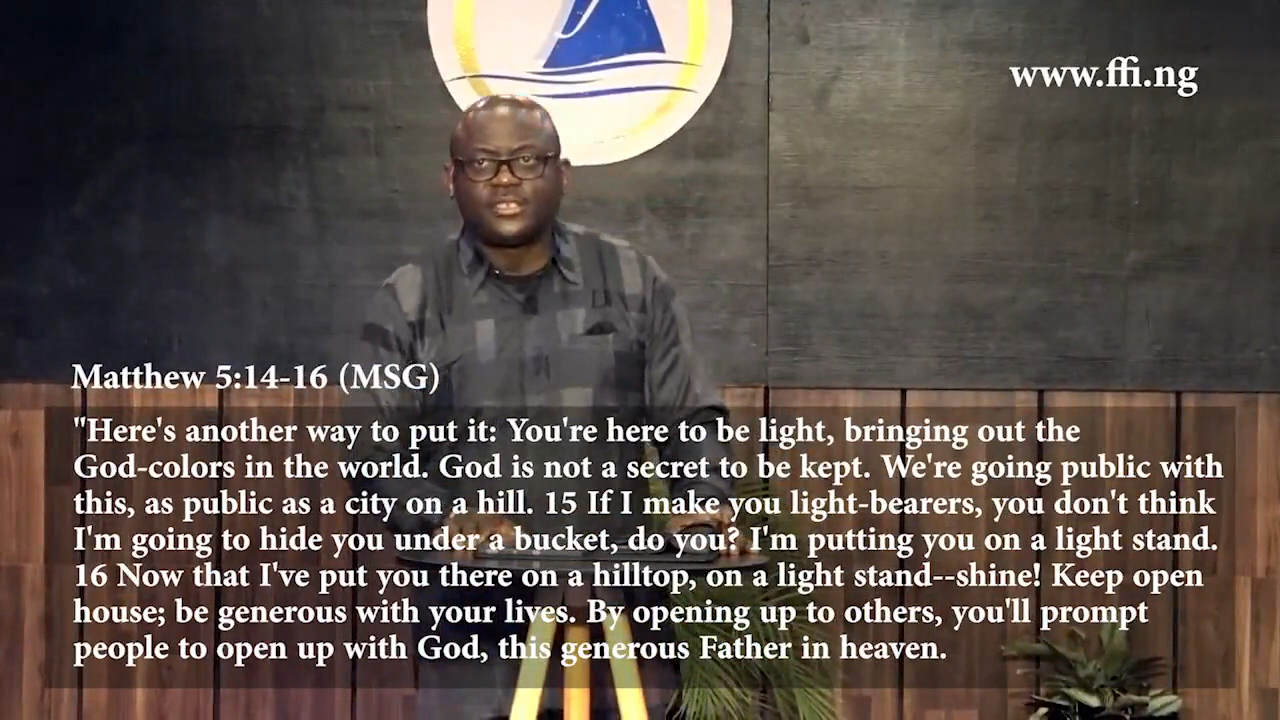 www.ffi.ng
Matthew 5:14-16 (MSG)
"Here's another way to put it: You're here to be light, bringing out the
God-colors in the world. God is not a secret to be kept. We're going public with
this, as public as a city on a hill. 15 If I make you light-bearers, you don't think
I'm going to hide you under a bucket, do you? I'm putting you on a light stand.
16 Now that I've put you there on a hilltop, on a light stand--shine! Keep open
house; be generous with your lives. By opening up to others, you'll prompt
people to open up with God, this generous Father in heaven.